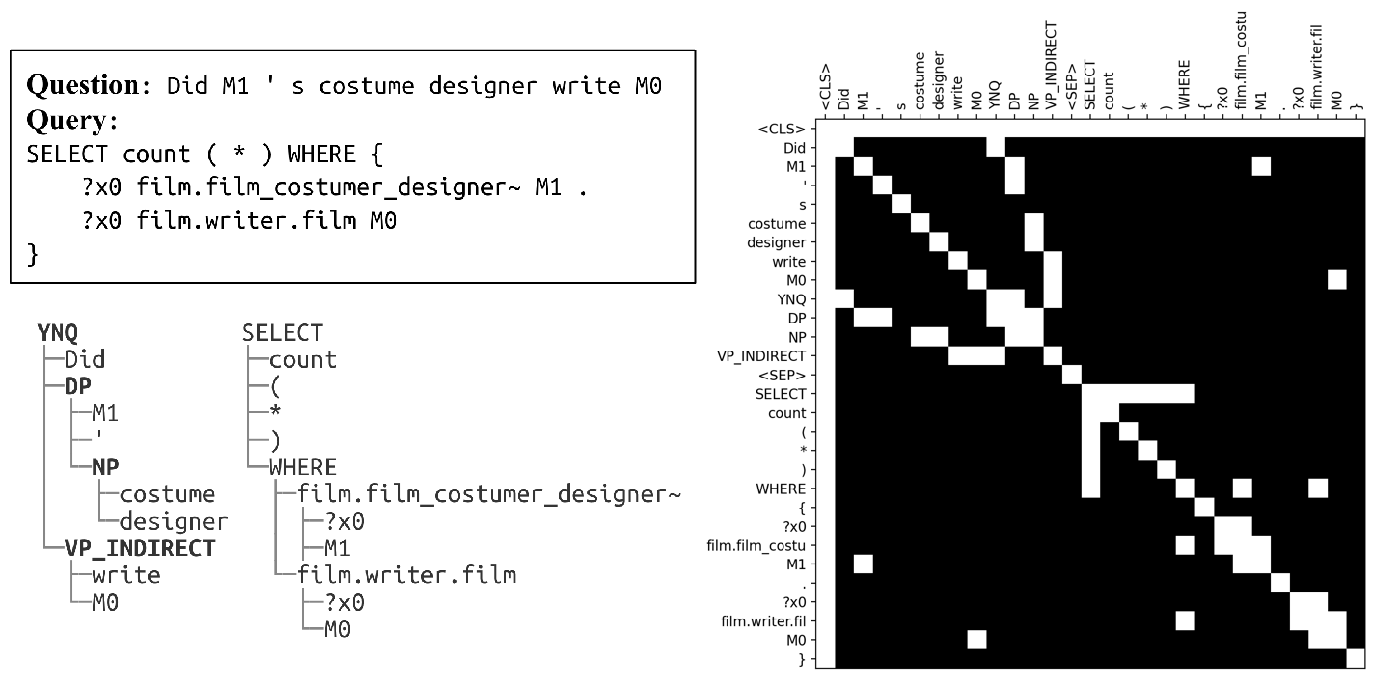 Question: Did M1 ' s costume designer write M0
Query:
SELECT count ( * ) WHERE {
?x0 film.film_costumer_designer~ M1 .
?x0 film.writer.film M0
}
YNQ
Did
DP
M1
'
NP
costume
designer
VP_INDIRECT
write
M0
SELECT
count
(
*
)
WHERE
film.film_costumer_designer~
?x0
M1
film.writer.film
?x0
M0
<CLS>
Did
M1
'
s
costume
designer
write
M0
YNQ
DP
NP
VP_INDIRECT
<SEP>
SELECT
count
(
*
)
WHERE
{
?x0
film.film_costu
M1
.
?x0
film.writer.fil
M0
}
<CLS>
Did
M1
'
s
costume
designer
write
M0
YNQ
DP
NP
VP_INDIRECT
<SEP>
SELECT
count
(
*
)
WHERE
{
?x0
film.film_costu
M1
.
?x0
film.writer.fil
M0
}